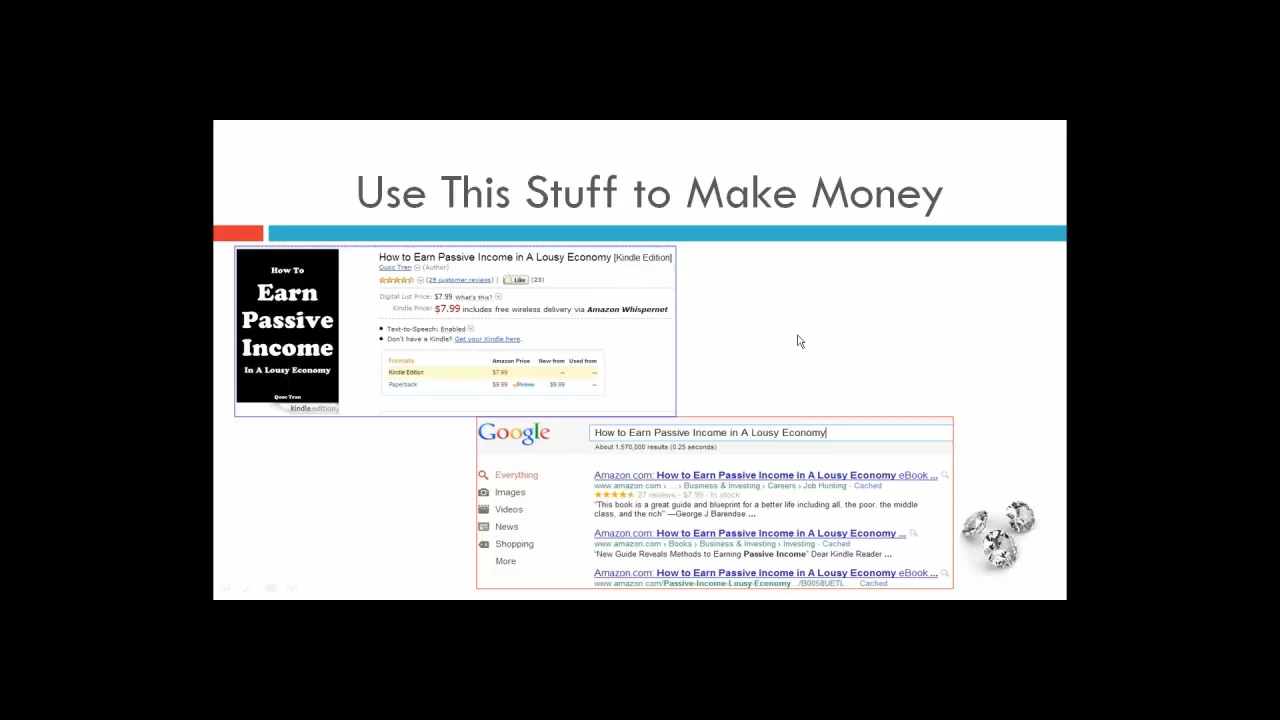 Use This Stuff to Make Money
How To
Earn
Passive
Income
In A Lousy Economy
Quoc Tran
kindle edition
How to Earn Passive Income in A Lousy Economy [Kindle Edition]
Quoc Tran (Author)
(29 customer reviews) | Like (23)
Digital List Price: $7.99 What's this?
Kindle Price: $7.99 includes free wireless delivery via Amazon Whispernet
• Text-to-Speech: Enabled
• Don't have a Kindle? Get your Kindle here.
Formats Amazon Price New from Used from
Kindle Edition $7.99 -- --
Paperback $9.99 Prime $9.99 --
Google
How to Earn Passive Income in A Lousy Economy
About 1,570,000 results (0.25 seconds)
Everything
Images
Videos
News
Shopping
More
Amazon.com: How to Earn Passive Income in A Lousy Economy eBook ...
www.amazon.com › ... › Business & Investing › Careers › Job Hunting - Cached
27 reviews - $7.99 - In stock
"This book is a great guide and blueprint for a better life including all, the poor, the middle
class, and the rich" —George J Barendse ...
Amazon.com: How to Earn Passive Income in A Lousy Economy ...
www.amazon.com › Books › Business & Investing › Investing - Cached
"New Guide Reveals Methods to Earning Passive Income" Dear Kindle Reader ...
Amazon.com: How to Earn Passive Income in A Lousy Economy eBook ...
www.amazon.com/Passive-Income-Lousy-Economy.../B0058UETL... Cached